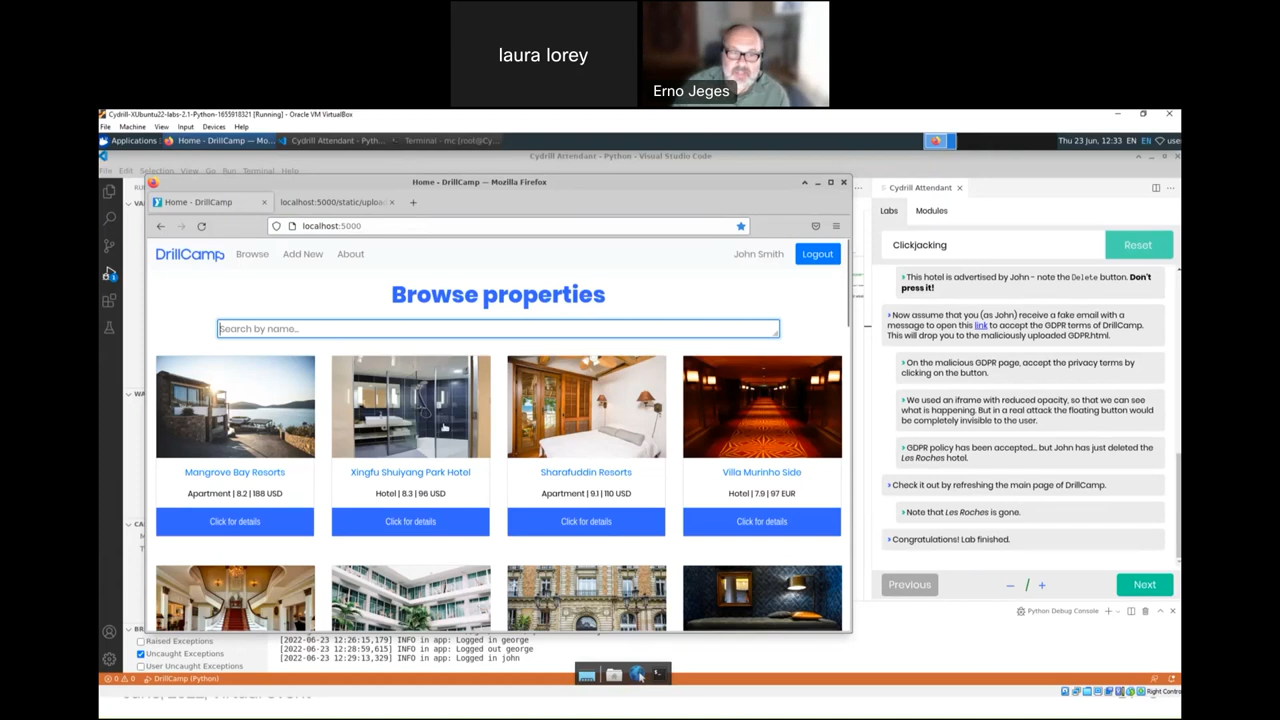 laura lorey
Erno Jeges
Cydrill-XUbuntu22-labs-2.1-Python-1655918321 [Running] - Oracle VM VirtualBox
File Machine View Input Devices Help
Applications Home - DrillCamp — Mo... Cydrill Attendant - Pyth... Terminal - mc [root@Cy... Thu 23 Jun, 12:33 EN EN use
Cydrill Attendant - Python - Visual Studio Code
File Edit Selection View Go Run Terminal Help
Home - DrillCamp — Mozilla Firefox
Home - DrillCamp
localhost:5000/static/uploa
Cydrill Attendant
localhost:5000
Labs Modules
DrillCamp Browse Add New About John Smith Logout
Browse properties
Search by name..
Mangrove Bay Resorts
Apartment | 8.2 | 188 USD
Click for details
Xingfu Shuiyang Park Hotel
Hotel | 8.3 | 96 USD
Click for details
Sharafuddin Resorts
Apartment | 9.1 | 110 USD
Click for details
Villa Murinho Side
Hotel | 7.9 | 97 EUR
Click for details
Clickjacking Reset
This hotel is advertised by John - note the Delete button. Don't
press it!
Now assume that you (as John) receive a fake email with a
message to open this link to accept the GDPR terms of DrillCamp.
This will drop you to the maliciously uploaded GDPR.html.
On the malicious GDPR page, accept the privacy terms by
clicking on the button.
We used an iframe with reduced opacity, so that we can see
what is happening. But in a real attack the floating button would
be completely invisible to the user.
GDPR policy has been accepted... but John has just deleted the
Les Roches hotel.
Check it out by refreshing the main page of DrillCamp.
Note that Les Roches is gone.
Congratulations! Lab finished.
Previous – / + Next
Python Debug Console
Raised Exceptions
Uncaught Exceptions
User Uncaught Exceptions
[2022-06-23 12:26:15,179] INFO in app: Logged in george
[2022-06-23 12:28:59,615] INFO in app: Logged out george
[2022-06-23 12:29:13,329] INFO in app: Logged in john
0 0 DrillCamp (Python)
Right Contro